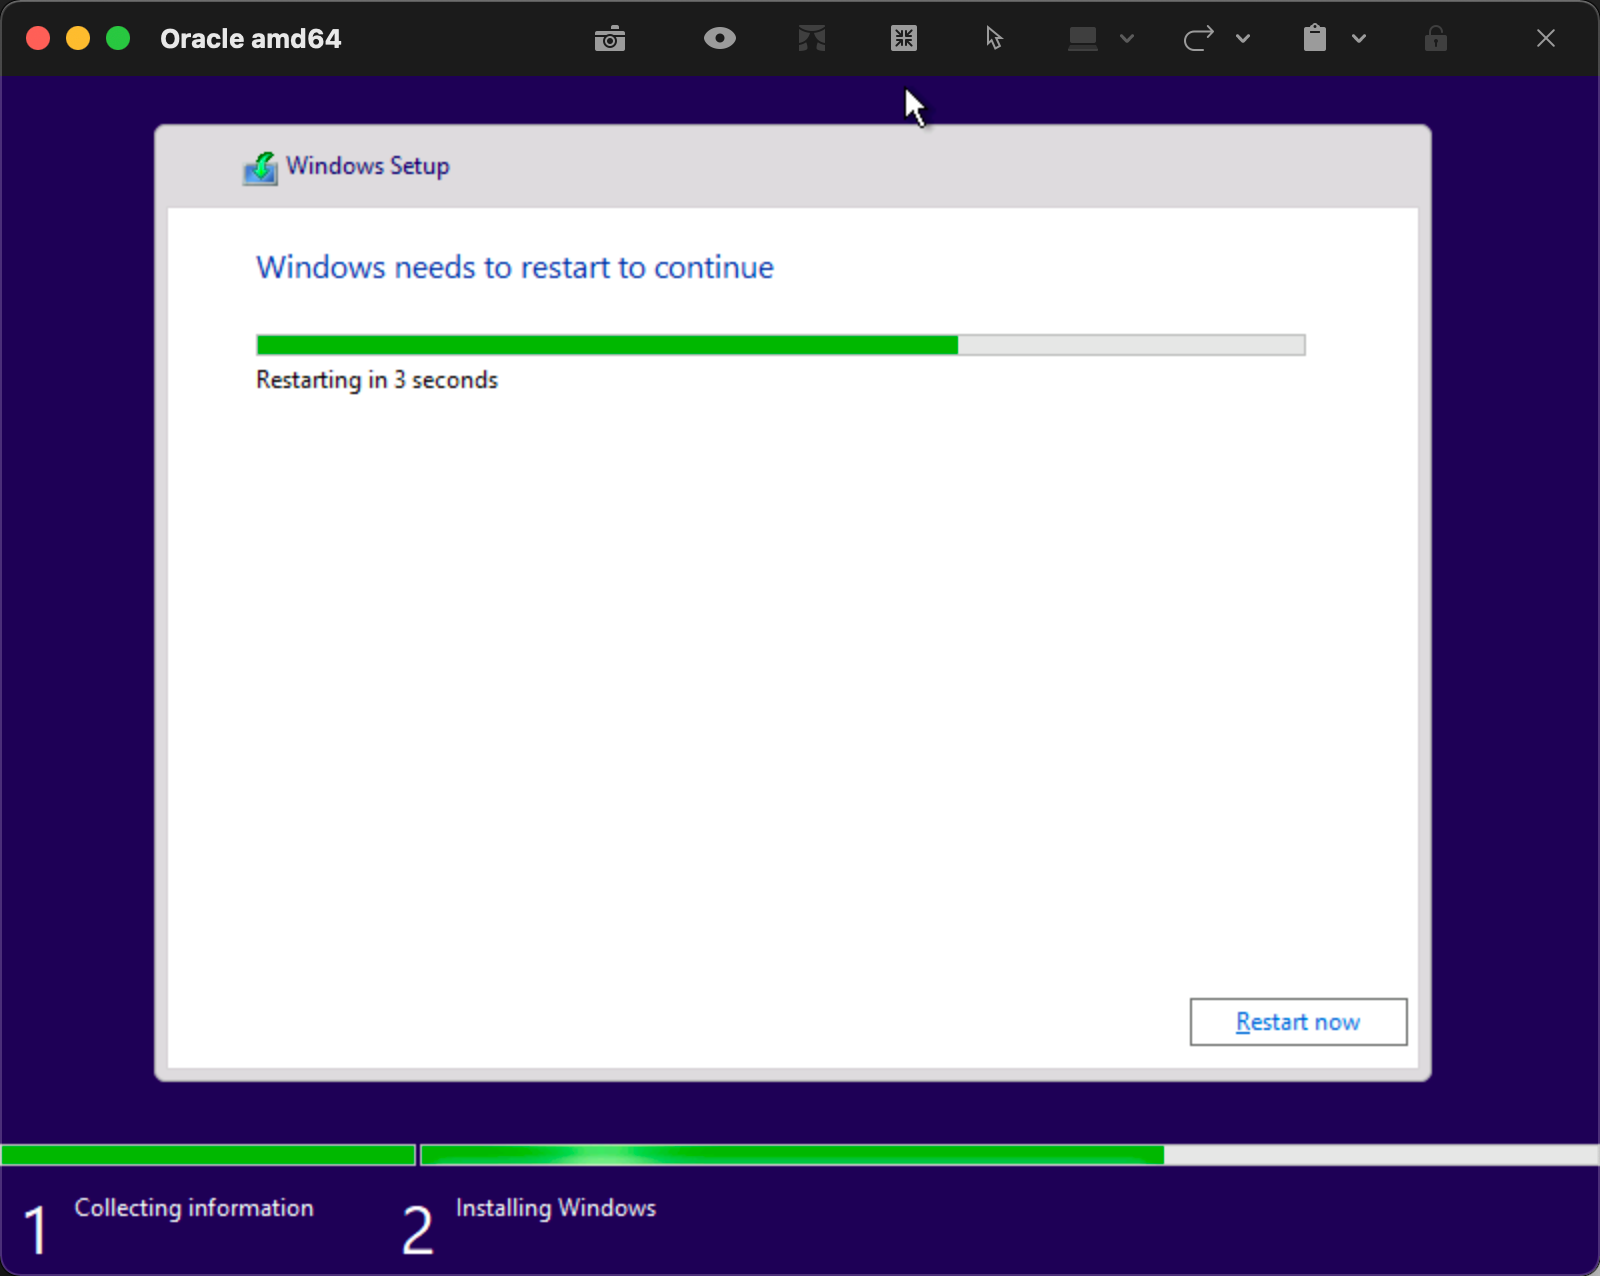 Oracle amd64
Windows Setup
Windows needs to restart to continue
Restarting in 3 seconds
Restart now
1 Collecting information
2 Installing Windows